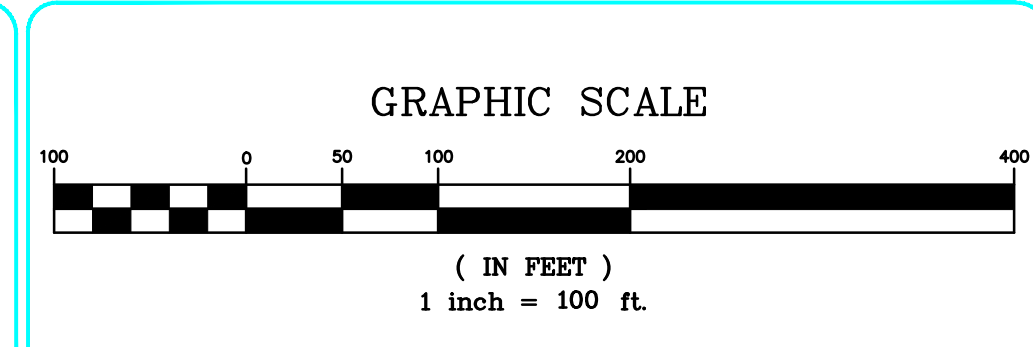 GRAPHIC SCALE
100 0 50 100 200 400
( IN FEET )
1 inch = 100 ft.